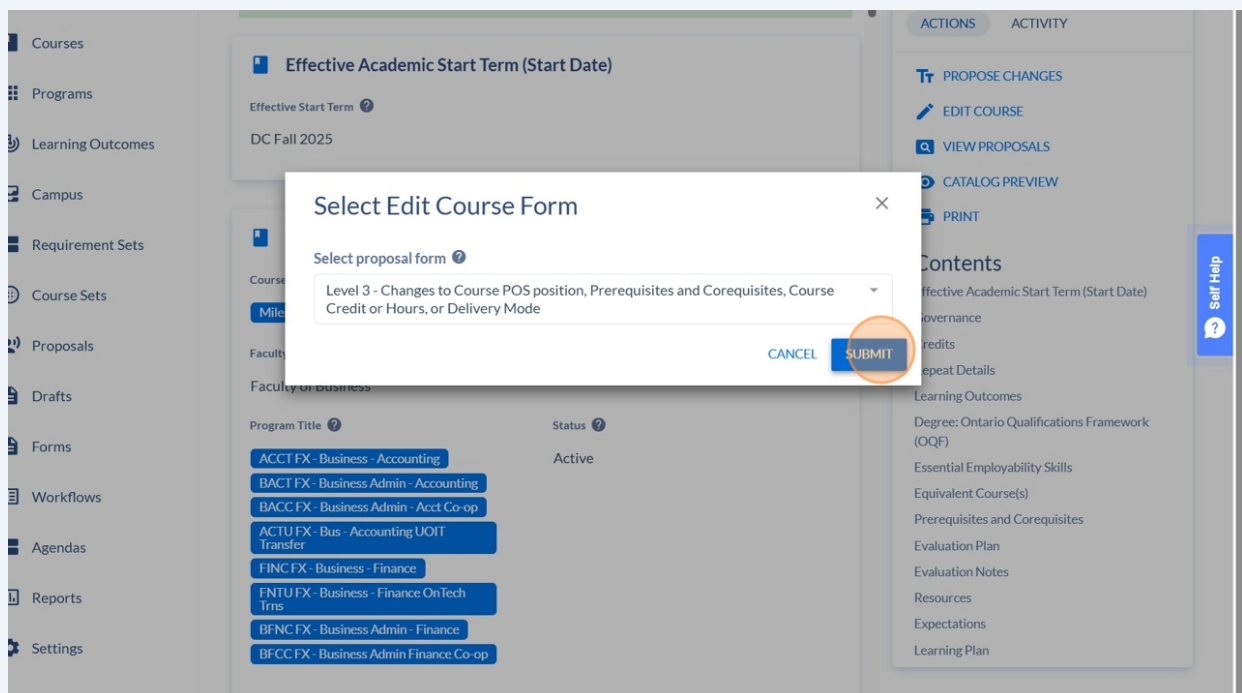 Courses
Programs
Learning Outcomes
Campus
Requirement Sets
Course Sets
Proposals
Drafts
Forms
Workflows
Agendas
Reports
Settings
Effective Academic Start Term (Start Date)
Effective Start Term
DC Fall 2025
Select Edit Course Form
Select proposal form
Level 3 - Changes to Course POS position, Prerequisites and Corequisites, Course
Credit or Hours, or Delivery Mode
CANCEL
SUBMIT
Course
Mile
Faculty
Faculty of Business
Program Title
ACCT FX - Business - Accounting
BACT FX - Business Admin - Accounting
BACC FX - Business Admin - Acct Co-op
ACTU FX - Bus - Accounting UOIT
Transfer
FINC FX - Business - Finance
FNTU FX - Business - Finance OnTech
Trns
BFNC FX - Business Admin - Finance
BFCC FX - Business Admin Finance Co-op
Status
Active
ACTIONS
ACTIVITY
PROPOSE CHANGES
EDIT COURSE
VIEW PROPOSALS
CATALOG PREVIEW
PRINT
Contents
Effective Academic Start Term (Start Date)
Governance
Credits
Repeat Details
Learning Outcomes
Degree: Ontario Qualifications Framework
(OQF)
Essential Employability Skills
Equivalent Course(s)
Prerequisites and Corequisites
Evaluation Plan
Evaluation Notes
Resources
Expectations
Learning Plan
Self Help